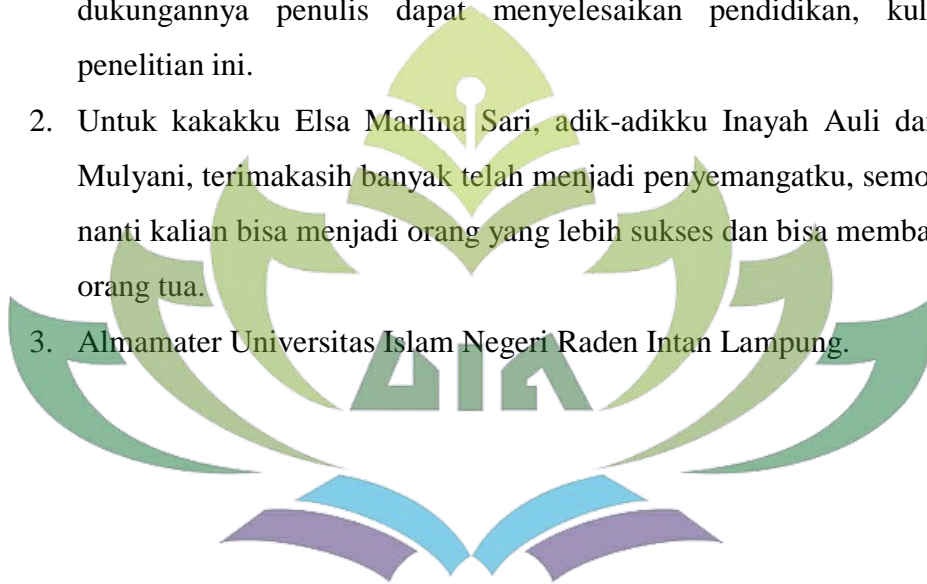 dukungannya penulis dapat menyelesaikan pendidikan, kul
penelitian ini.
2. Untuk kakakku Elsa Marlina Sari, adik-adikku Inayah Auli da
Mulyani, terimakasih banyak telah menjadi penyemangatku, semo
nanti kalian bisa menjadi orang yang lebih sukses dan bisa memba
orang tua.
3. Almamater Universitas Islam Negeri Raden Intan Lampung.